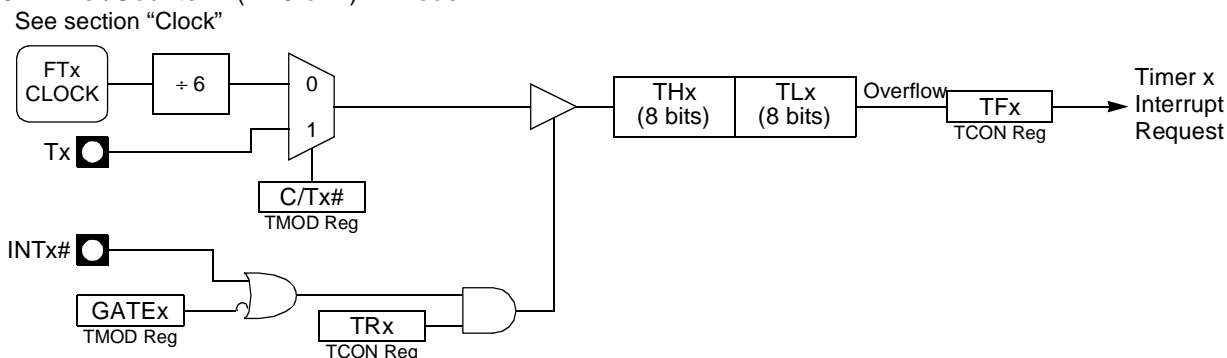 See section “Clock”
FTx
CLOCK
÷ 6
0
1
Tx
C/Tx#
TMOD Reg
THx
(8 bits)
TLx
(8 bits)
Overflow
TFx
TCON Reg
Timer x
Interrupt
Request
INTx#
GATEx
TMOD Reg
TRx
TCON Reg